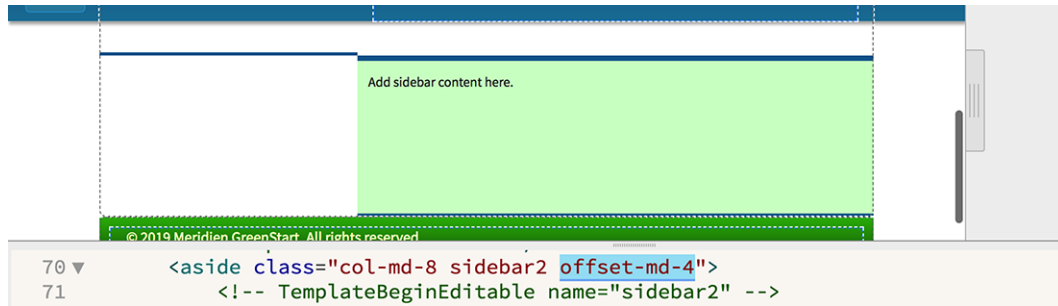 Add sidebar content here.
© 2019 Meridien GreenStart. All rights reserved.
70 <aside class="col-md-8 sidebar2 offset-md-4">
71 <!-- TemplateBeginEditable name="sidebar2" -->